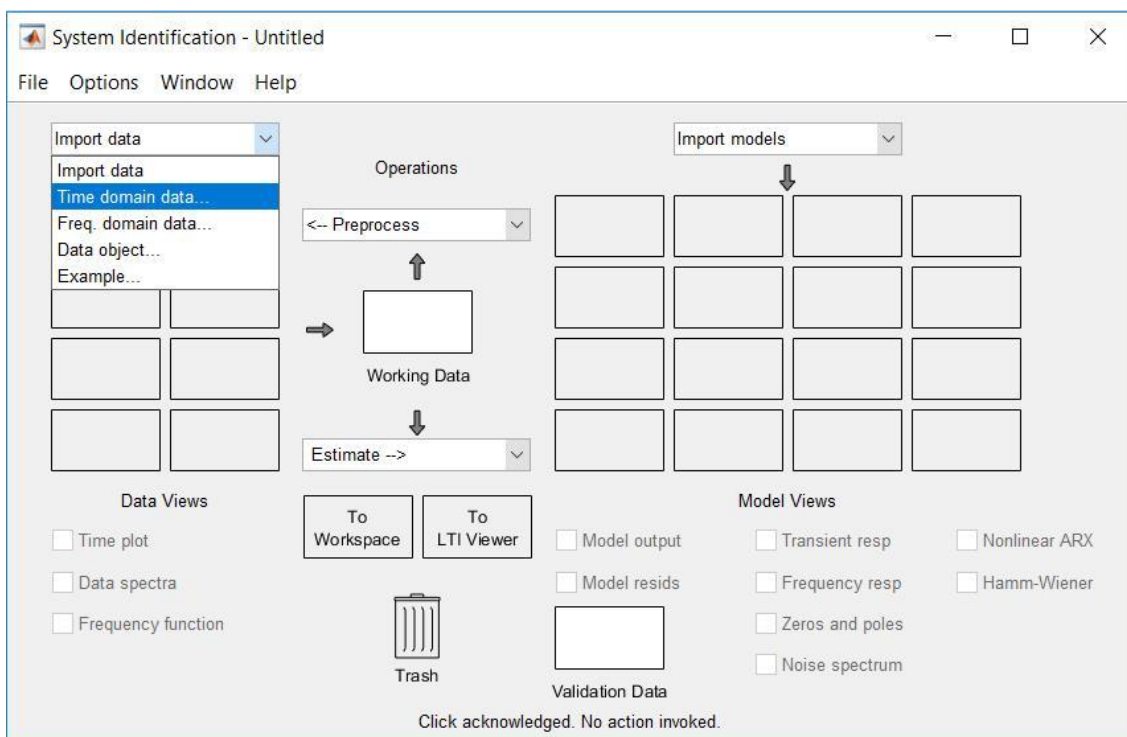 System Identification - Untitled
File Options Window Help
Import data
Import data
Time domain data...
Freq. domain data...
Data object...
Example...
Operations
<-- Preprocess
Import models
Working Data
Estimate -->
Data Views
Time plot
Data spectra
Frequency function
To
Workspace
To
LTI Viewer
Trash
Model Views
Model output
Transient resp
Nonlinear ARX
Model resids
Frequency resp
Hamm-Wiener
Zeros and poles
Noise spectrum
Validation Data
Click acknowledged. No action invoked.